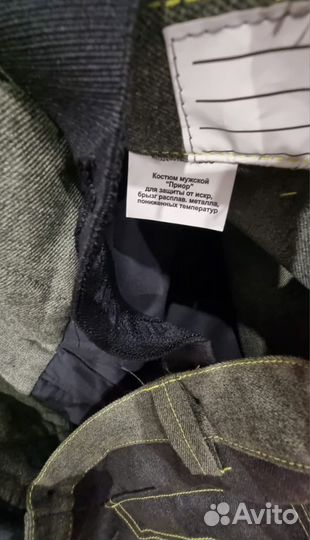 Костюм мужской
"Приор"
для защиты от искр,
брызг расплав. металла,
пониженных температур
Avito